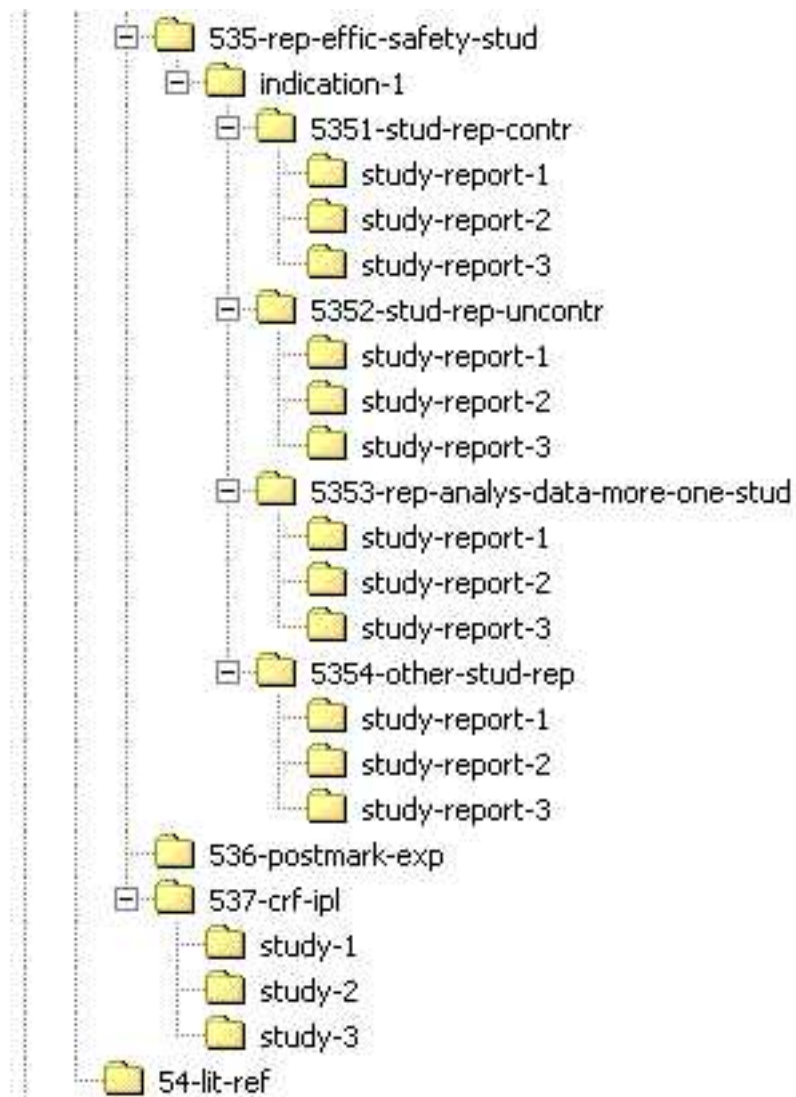 535-rep-effic-safety-stud
indication-1
5351-stud-rep-contr
study-report-1
study-report-2
study-report-3
5352-stud-rep-uncontr
study-report-1
study-report-2
study-report-3
5353-rep-analys-data-more-one-stud
study-report-1
study-report-2
study-report-3
5354-other-stud-rep
study-report-1
study-report-2
study-report-3
536-postmark-exp
537-crf-ipl
study-1
study-2
study-3
54-lit-ref